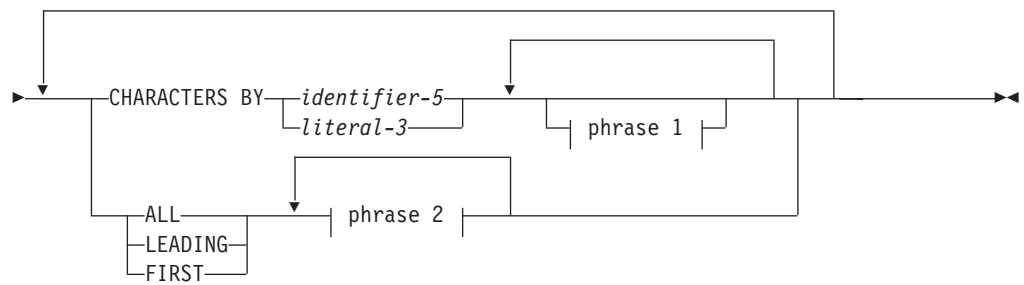 CHARACTERS BY identifier-5
literal-3
phrase 1
ALL
phrase 2
LEADING
FIRST